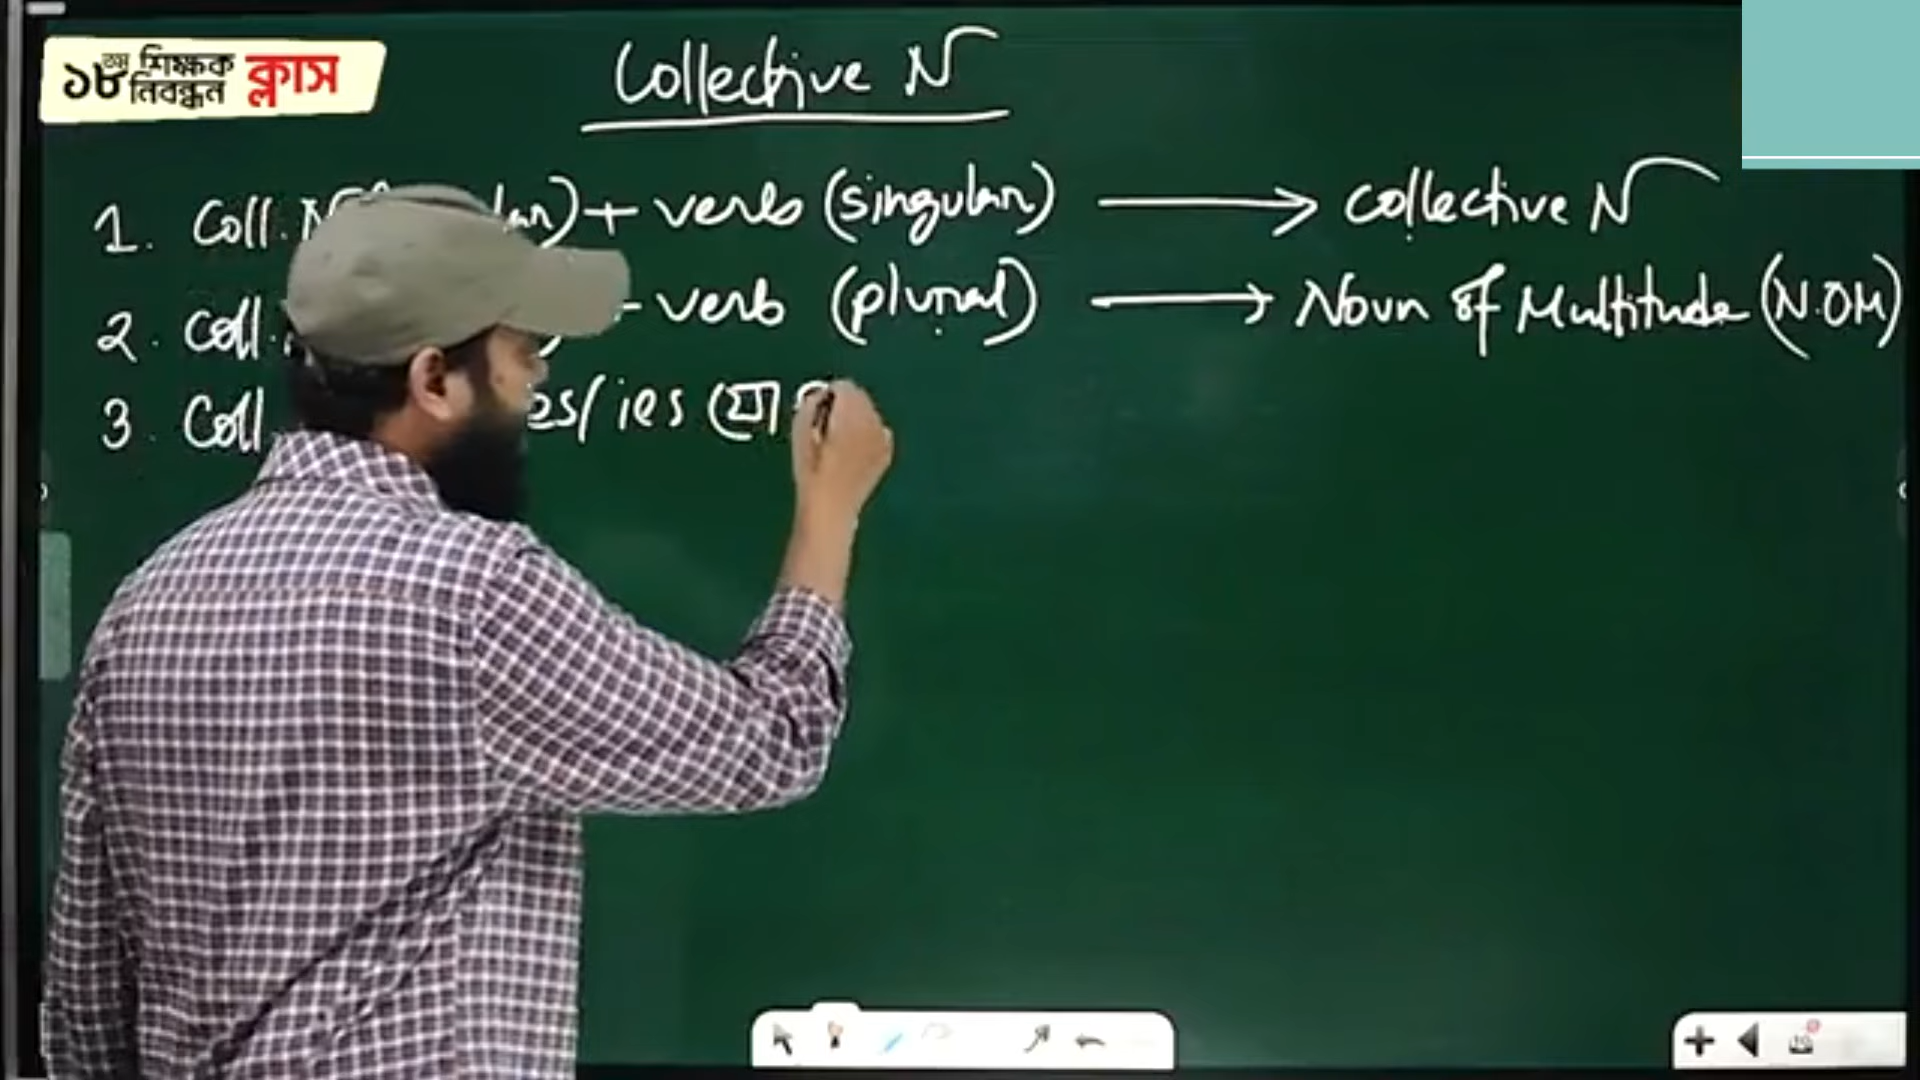 ১৮তম শিক্ষক নিবন্ধন ক্লাস
Collective N
1. Coll. N + verb (singular) → Collective N
2. Coll. + verb (plural) → Noun of Multitude (N.OM)
3. Coll es/ies (যা